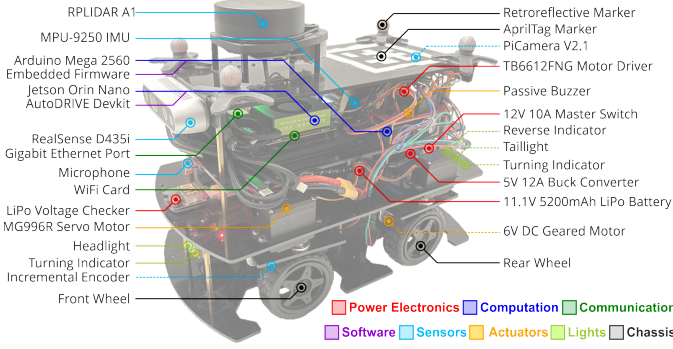 RPLIDAR A1
MPU-9250 IMU
Arduino Mega 2560
Embedded Firmware
Jetson Orin Nano
AutoDRIVE Devkit
RealSense D435i
Gigabit Ethernet Port
Microphone
WiFi Card
LiPo Voltage Checker
MG996R Servo Motor
Headlight
Turning Indicator
Incremental Encoder
Front Wheel
Retroreflective Marker
AprilTag Marker
PiCamera V2.1
TB6612FNG Motor Driver
Passive Buzzer
12V 10A Master Switch
Reverse Indicator
Taillight
Turning Indicator
5V 12A Buck Converter
11.1V 5200mAh LiPo Battery
6V DC Geared Motor
Rear Wheel
Power Electronics Computation Communication
Software Sensors Actuators Lights Chassis